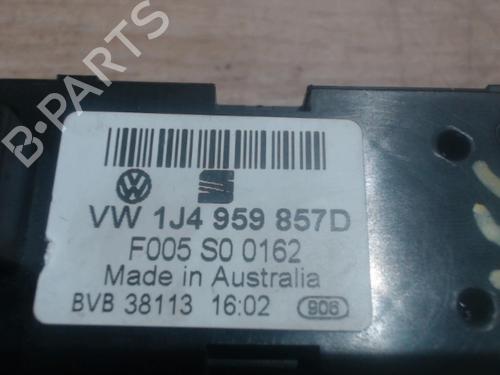 B-PARTS
VW 1J4 959 857D
F005 S0 0162
Made in Australia
BVB 38113 16:02 906